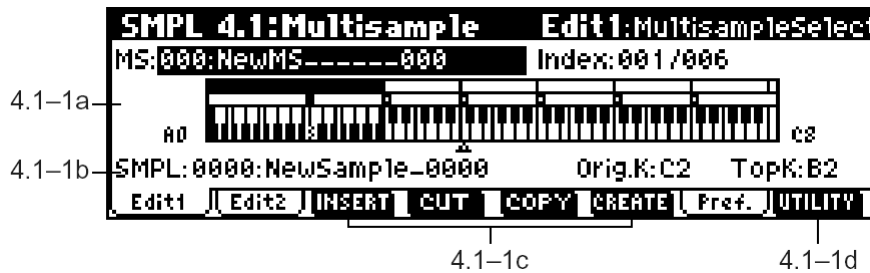 SMPL 4.1:Multisample Edit1:MultisampleSelect
MS:000:NewMS______000 Index:001/006
4.1–1a
A0 C8
4.1–1b SMPL:0000:NewSample_0000 Orig.K:C2 TopK:B2
Edit1 Edit2 INSERT CUT COPY CREATE Pref. UTILITY
4.1–1c 4.1–1d